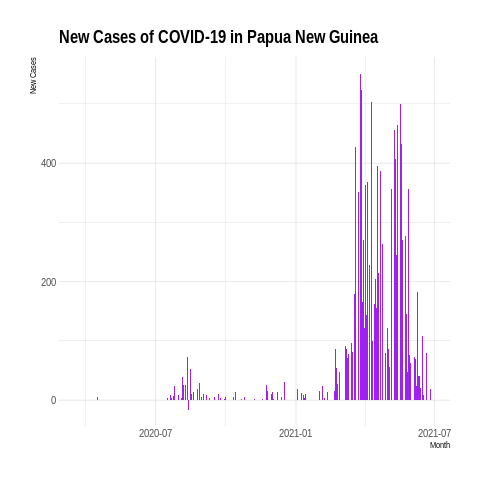 New Cases of COVID-19 in Papua New Guinea
New Cases
400
200
0
2020-07
2021-01
2021-07
Month